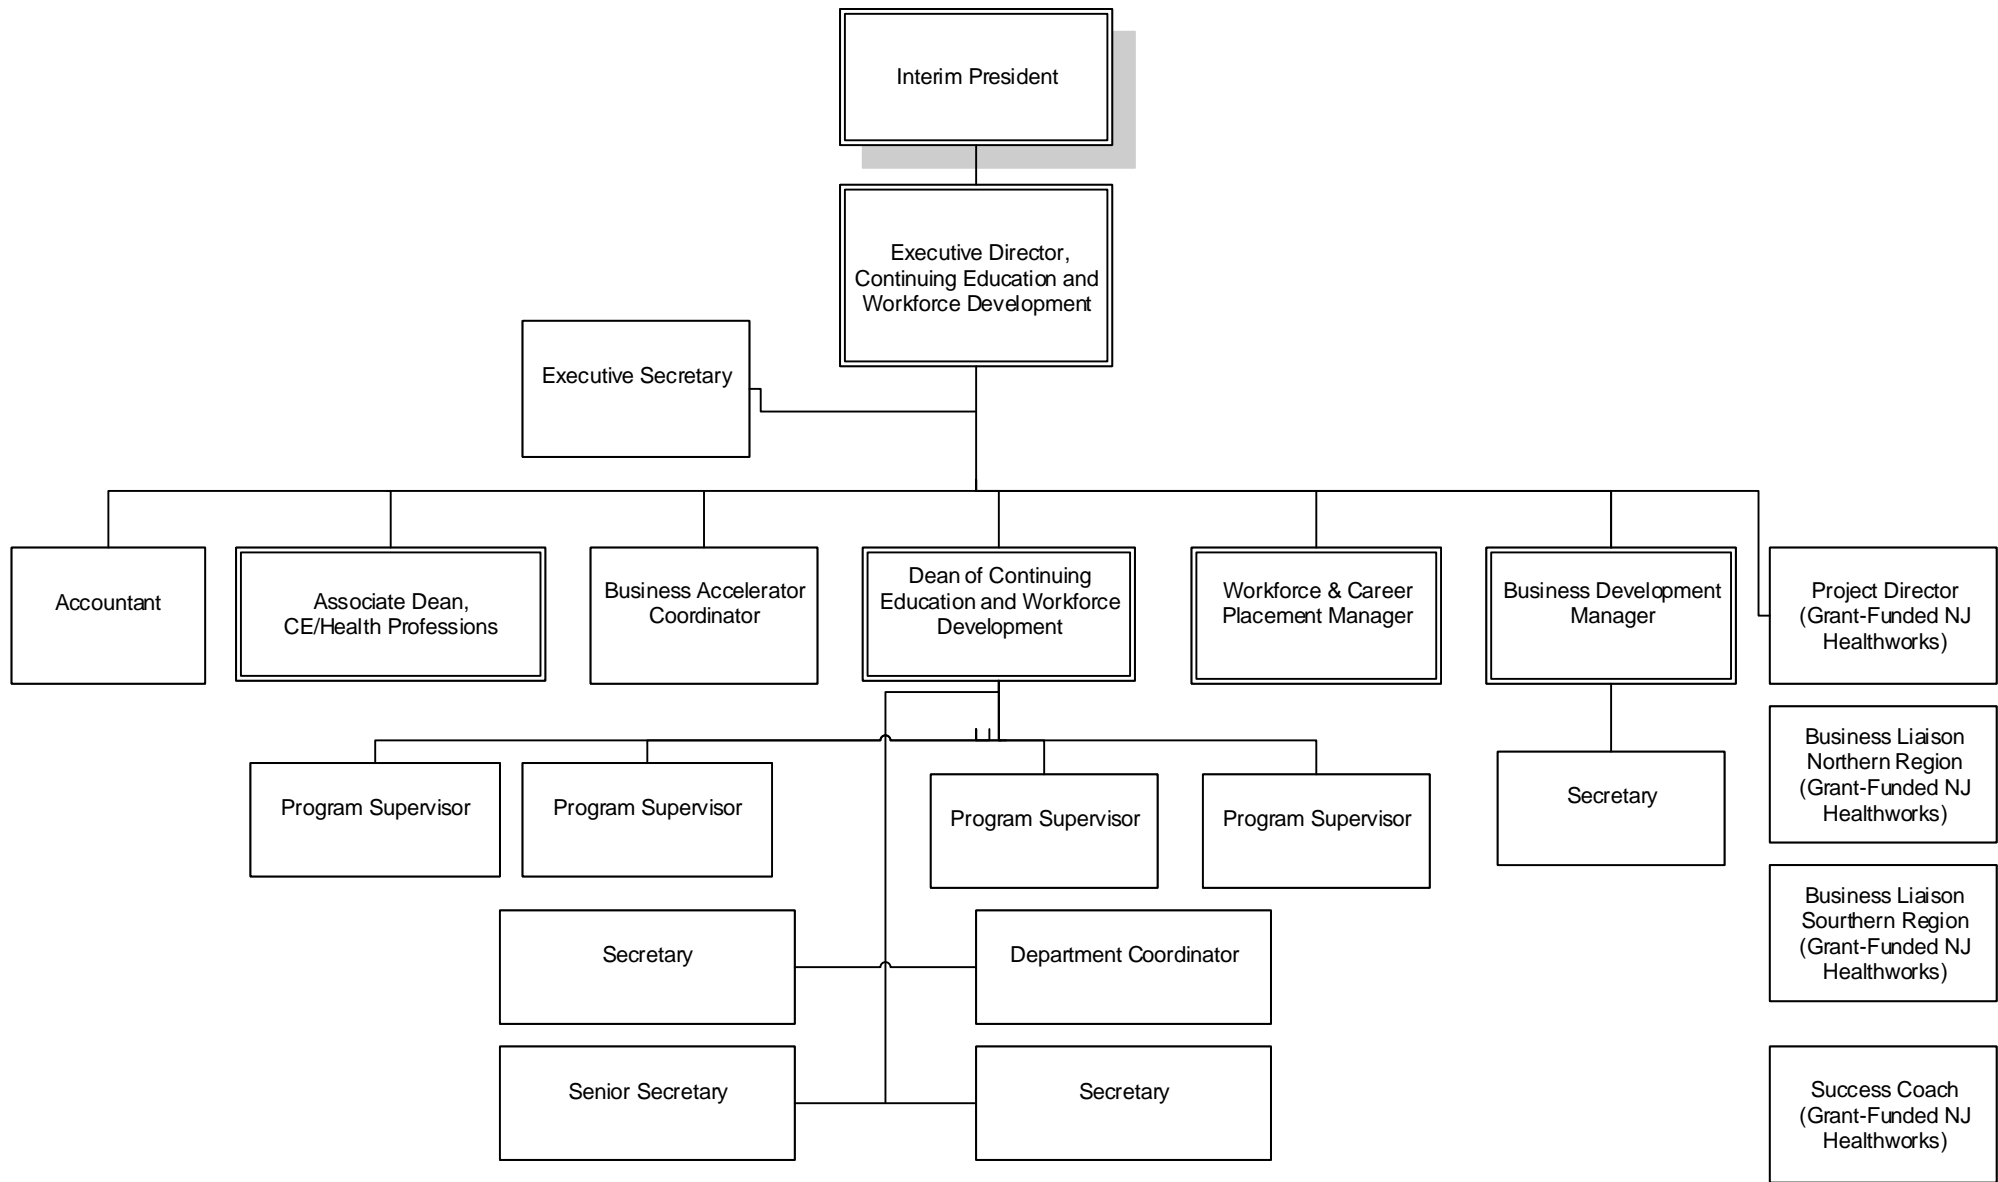 Interim President
Executive Director,
Continuing Education and
Workforce Development
Executive Secretary
Accountant
Associate Dean,
CE/Health Professions
Business Accelerator
Coordinator
Dean of Continuing
Education and Workforce
Development
Workforce & Career
Placement Manager
Business Development
Manager
Project Director
(Grant-Funded NJ
Healthworks)
Business Liaison
Northern Region
(Grant-Funded NJ
Healthworks)
Program Supervisor
Program Supervisor
Program Supervisor
Program Supervisor
Secretary
Business Liaison
Sourthern Region
(Grant-Funded NJ
Healthworks)
Secretary
Department Coordinator
Senior Secretary
Secretary
Success Coach
(Grant-Funded NJ
Healthworks)